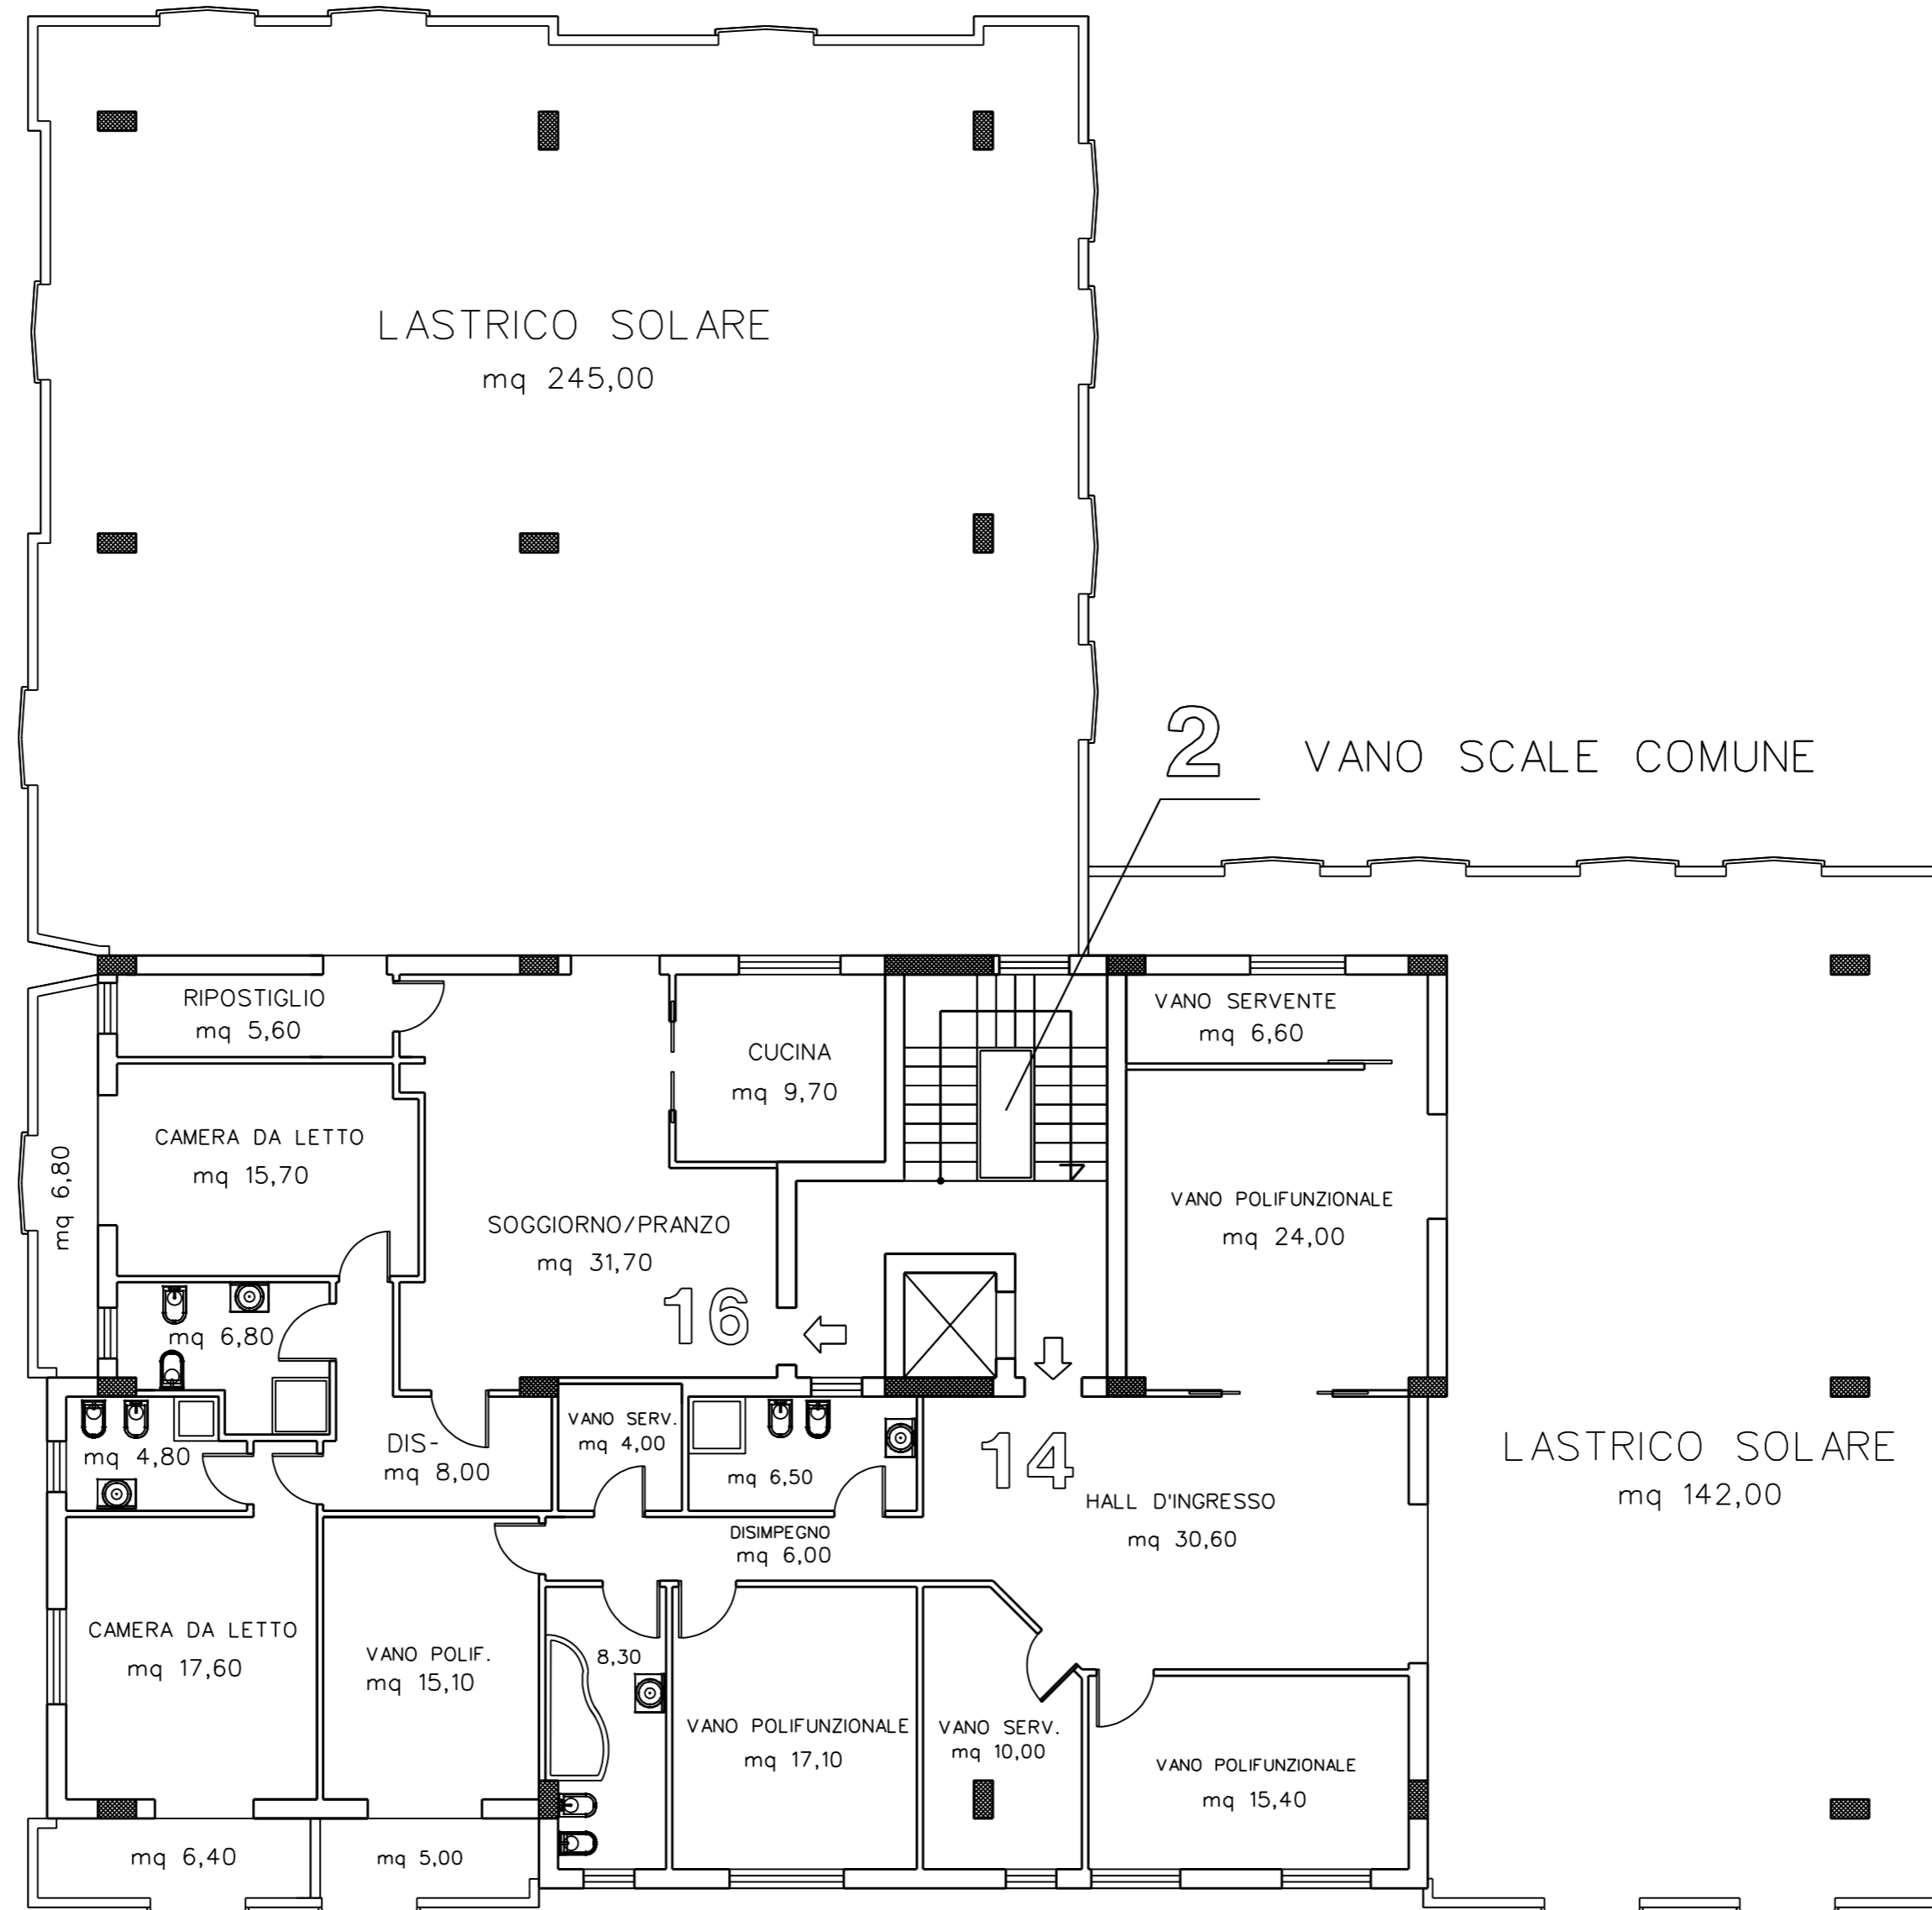 LASTRICO SOLARE
mq 245,00
2 VANO SCALE COMUNE
RIPOSTIGLIO
mq 5,60
CUCINA
mq 9,70
VANO SERVENTE
mq 6,60
CAMERA DA LETTO
mq 15,70
mq 6,80
SOGGIORNO/PRANZO
mq 31,70
16
VANO POLIFUNZIONALE
mq 24,00
mq 6,80
mq 4,80
DIS-
mq 8,00
VANO SERV.
mq 4,00
mq 6,50
14
HALL D'INGRESSO
mq 30,60
LASTRICO SOLARE
mq 142,00
DISIMPEGNO
mq 6,00
CAMERA DA LETTO
mq 17,60
VANO POLIF.
mq 15,10
8,30
VANO POLIFUNZIONALE
mq 17,10
VANO SERV.
mq 10,00
VANO POLIFUNZIONALE
mq 15,40
mq 6,40
mq 5,00